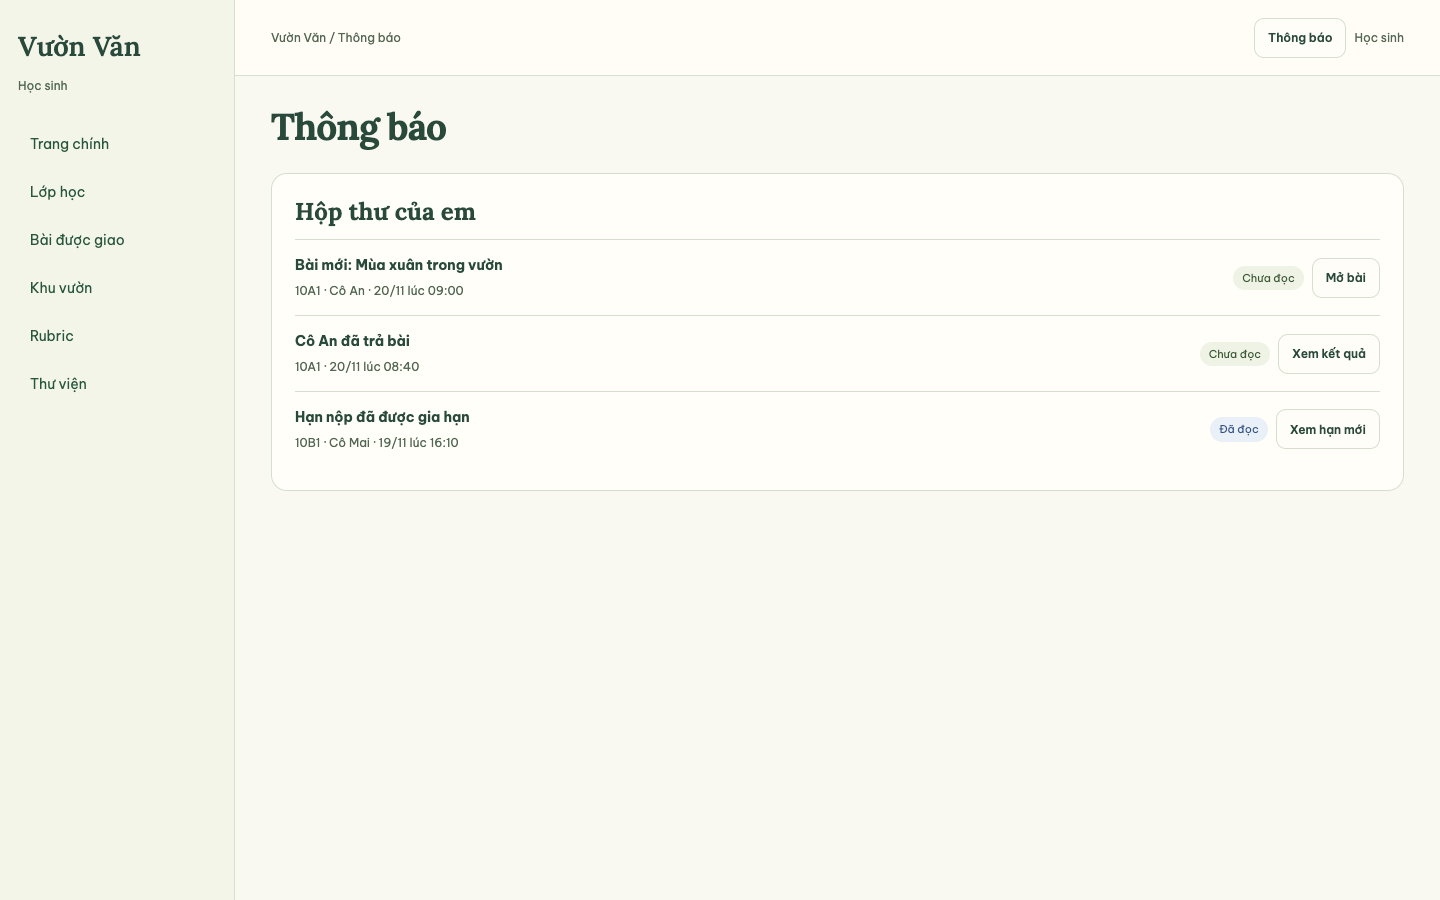 Vườn Văn
Học sinh
Trang chính
Lớp học
Bài được giao
Khu vườn
Rubric
Thư viện
Vườn Văn / Thông báo
Thông báo
Học sinh
Thông báo
Hộp thư của em
Bài mới: Mùa xuân trong vườn
10A1 · Cô An · 20/11 lúc 09:00
Chưa đọc
Mở bài
Cô An đã trả bài
10A1 · 20/11 lúc 08:40
Chưa đọc
Xem kết quả
Hạn nộp đã được gia hạn
10B1 · Cô Mai · 19/11 lúc 16:10
Đã đọc
Xem hạn mới